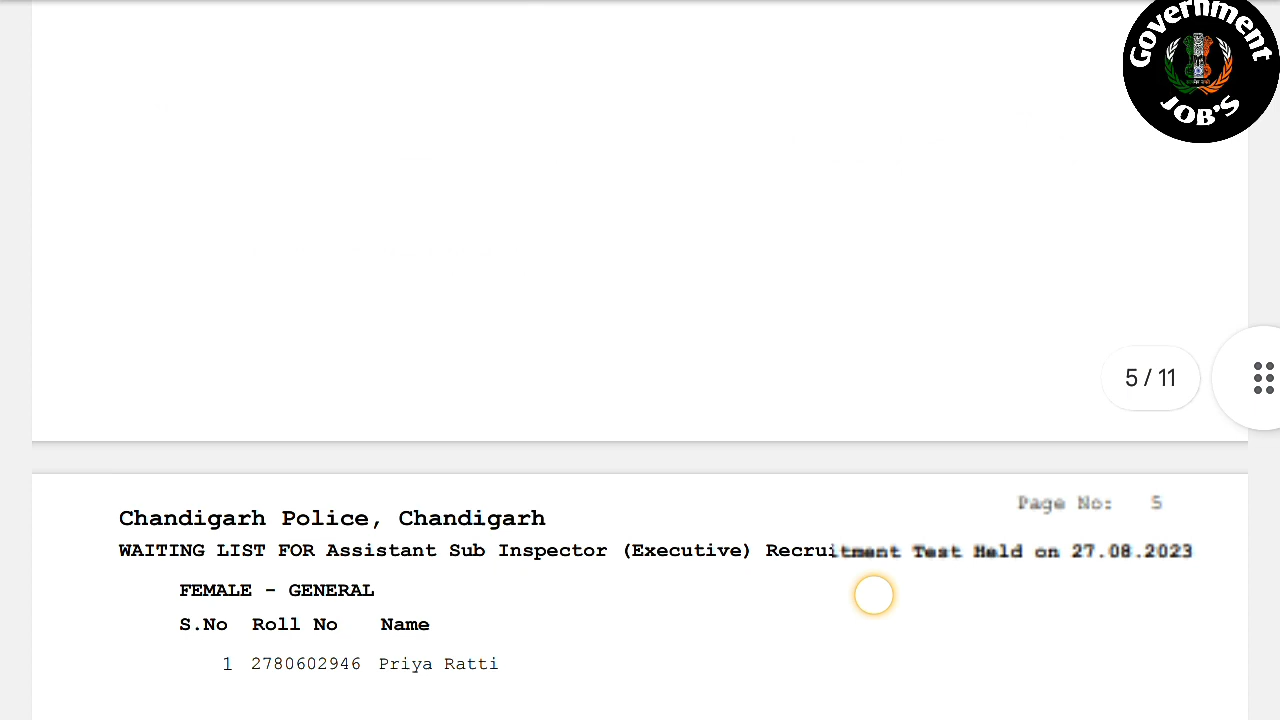 Government
JOB'S
5 / 11
Page No: 5
Chandigarh Police, Chandigarh
WAITING LIST FOR Assistant Sub Inspector (Executive) Recruitment Test Held on 27.08.2023
FEMALE - GENERAL
S.No Roll No Name
1 2780602946 Priya Ratti